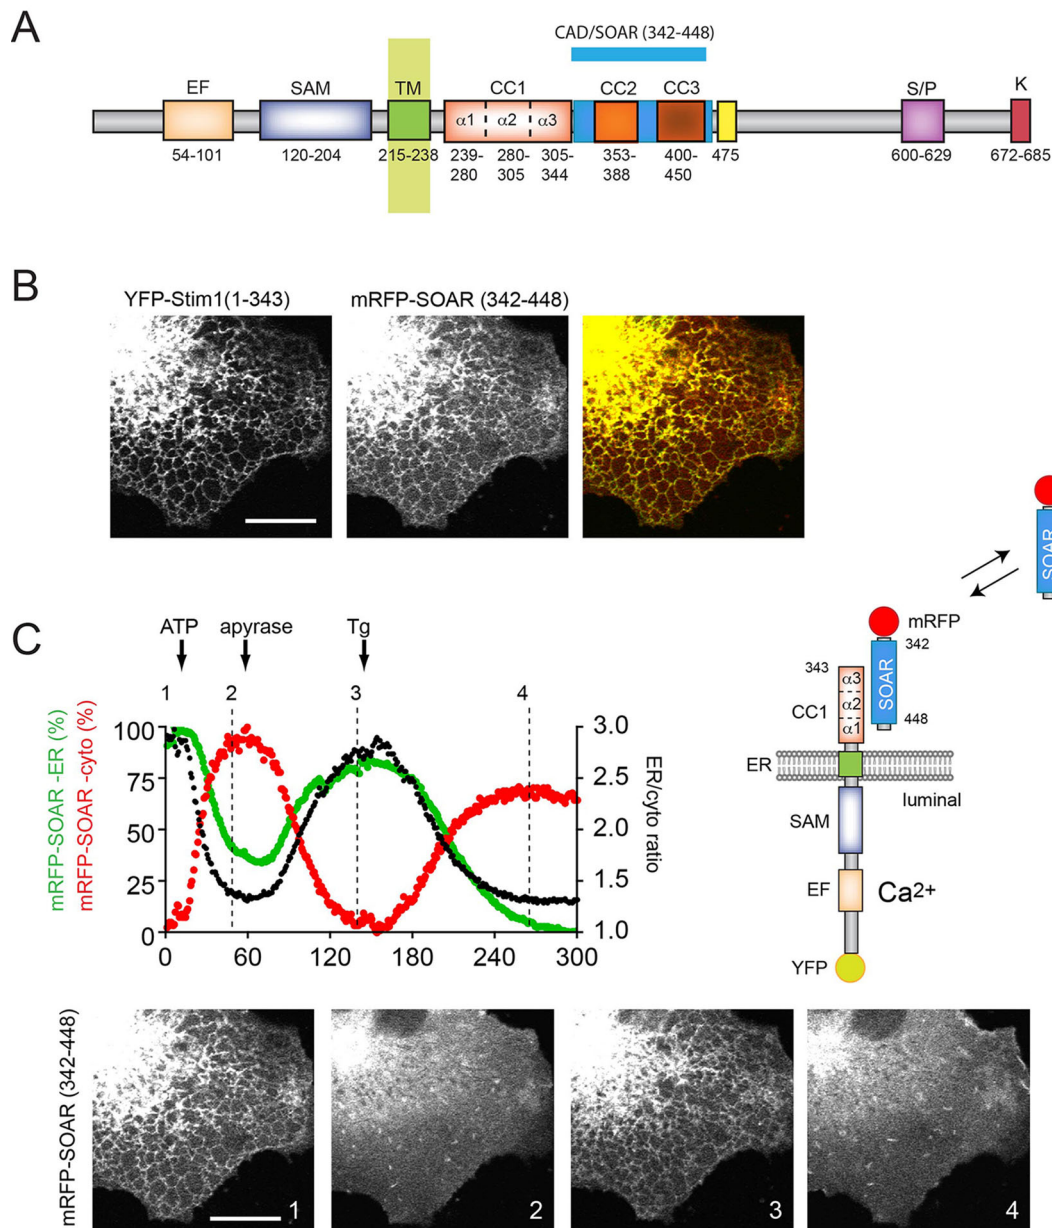 A
CAD/SOAR (342-448)
EF SAM TM CC1 CC2 CC3 S/P K
α1 α2 α3
54-101 120-204 215-238 239-280 280-305 305-344 353-388 400-450 475 600-629 672-685
B
YFP-Stim1(1-343) mRFP-SOAR (342-448)
SOAR
mRFP
342
SOAR
448
343
α3
CC1 α2
α1
ER
luminal
SAM
EF Ca2+
YFP
C
ATP apyrase Tg
1 2 3 4
mRFP-SOAR -ER (%)
mRFP-SOAR -cyto (%)
100
75
50
25
0
3.0
2.5
2.0
1.5
1.0
ER/cyto ratio
0 60 120 180 240 300
mRFP-SOAR (342-448)
1 2 3 4